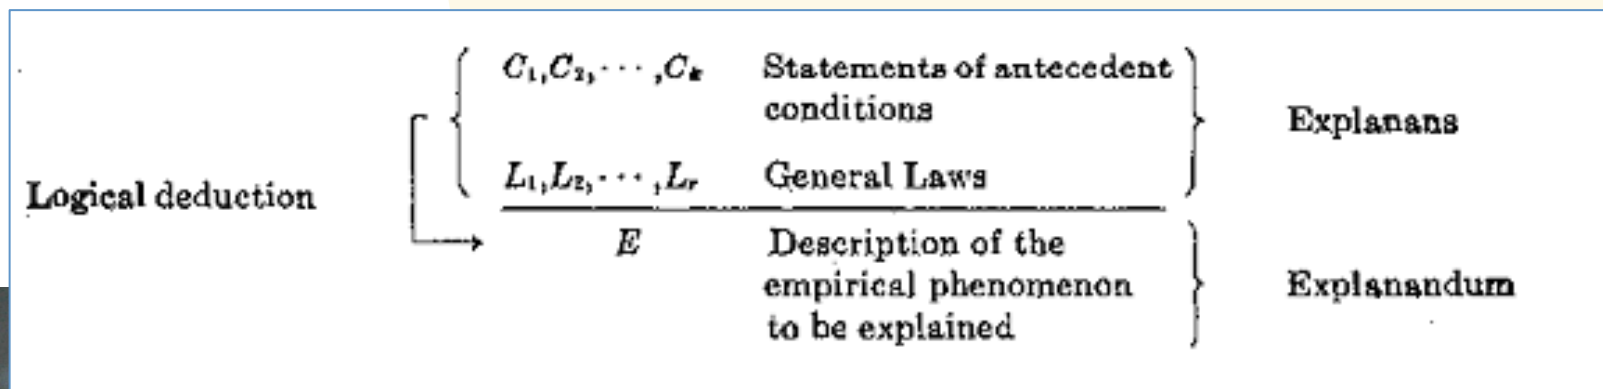 C₁, C₂, ⋯, Cₖ Statements of antecedent
conditions
Explanans
L₁, L₂, ⋯, Lᵣ General Laws
Logical deduction
E Description of the
empirical phenomenon
to be explained
Explanandum